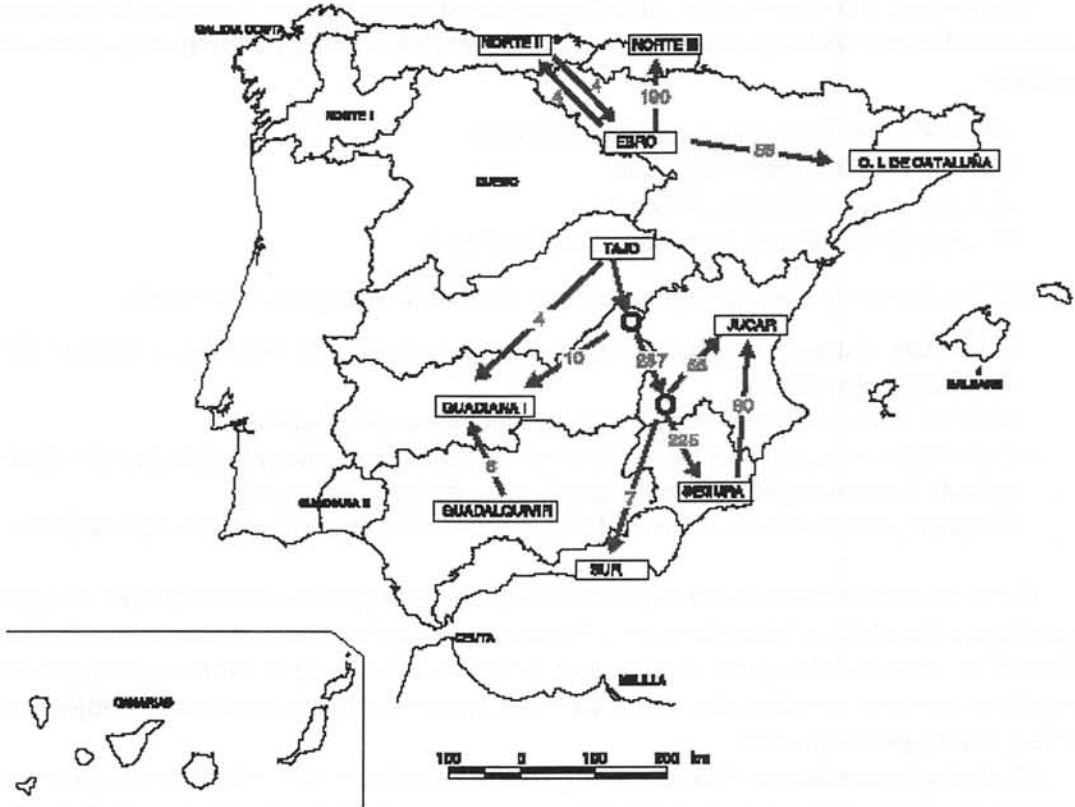 GALICIA COSTA
NORTE II
NORTE III
4
4
190
NORTE I
EBRO
55
C. I. DE CATALUÑA
DUERO
TAJO
4
JUCAR
10
267
55
BALEARES
GUADIANA I
80
225
6
7
SEGURA
GUADIANA II
GUADALQUIVIR
SUR
CEUTA
MELILLA
CANARIAS
100 0 100 200 km